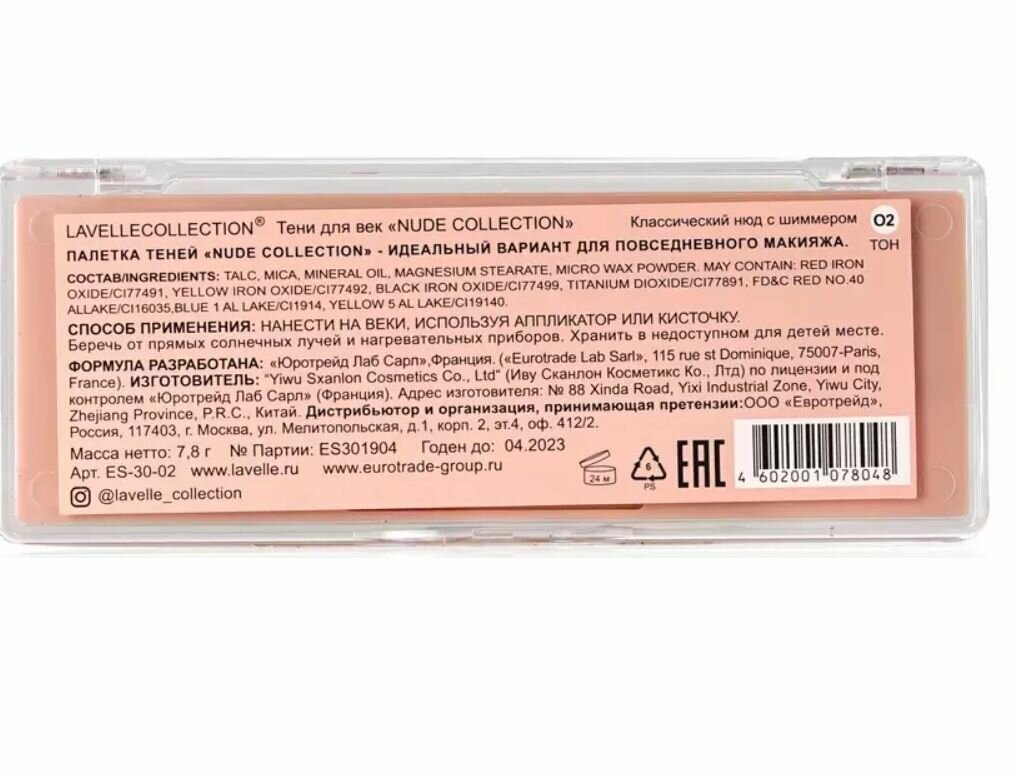 LAVELLECOLLECTION® Тени для век «NUDE COLLECTION» Классический нюд с шиммером 02
ТОН
ПАЛЕТКА ТЕНЕЙ «NUDE COLLECTION» - ИДЕАЛЬНЫЙ ВАРИАНТ ДЛЯ ПОВСЕДНЕВНОГО МАКИЯЖА.
СОСТАВ/INGREDIENTS: TALC, MICA, MINERAL OIL, MAGNESIUM STEARATE, MICRO WAX POWDER. MAY CONTAIN: RED IRON
OXIDE/CI77491, YELLOW IRON OXIDE/CI77492, BLACK IRON OXIDE/CI77499, TITANIUM DIOXIDE/CI77891, FD&C RED NO.40
ALLAKE/CI16035,BLUE 1 AL LAKE/CI1914, YELLOW 5 AL LAKE/CI19140.
СПОСОБ ПРИМЕНЕНИЯ: НАНЕСТИ НА ВЕКИ, ИСПОЛЬЗУЯ АППЛИКАТОР ИЛИ КИСТОЧКУ.
Беречь от прямых солнечных лучей и нагревательных приборов. Хранить в недоступном для детей месте.
ФОРМУЛА РАЗРАБОТАНА: «Юротрейд Лаб Сарл»,Франция. («Eurotrade Lab Sarl», 115 rue st Dominique, 75007-Paris,
France). ИЗГОТОВИТЕЛЬ: "Yiwu Sxanlon Cosmetics Co., Ltd" (Иву Сканлон Косметикс Ко., Лтд) по лицензии и под
контролем «Юротрейд Лаб Сарл» (Франция). Адрес изготовителя: № 88 Xinda Road, Yixi Industrial Zone, Yiwu City,
Zhejiang Province, P.R.C., Китай. Дистрибьютор и организация, принимающая претензии:ООО «Евротрейд»,
Россия, 117403, г. Москва, ул. Мелитопольская, д.1, корп. 2, эт.4, оф. 412/2.
Масса нетто: 7,8 г № Партии: ES301904 Годен до: 04.2023
Арт. ES-30-02 www.lavelle.ru www.eurotrade-group.ru
@lavelle_collection
24 м
6
PS
EAC
4 602001 078048